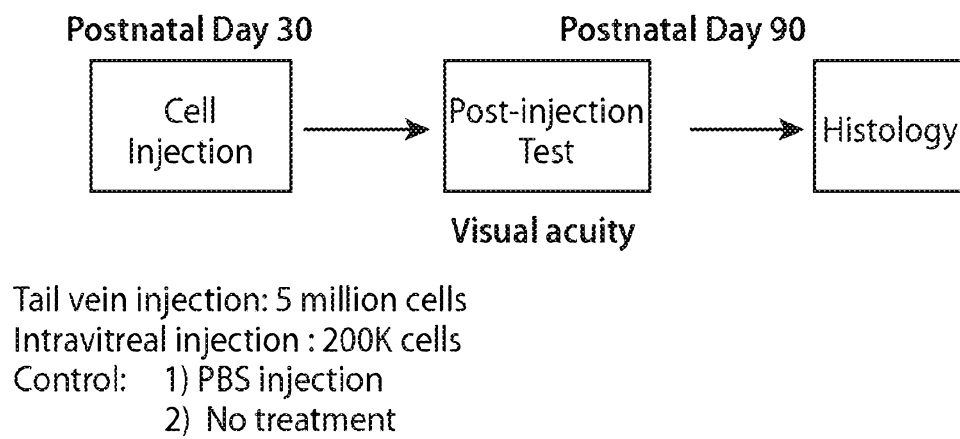 Postnatal Day 30
Postnatal Day 90
Cell
Injection
Post-injection
Test
Histology
Visual acuity
Tail vein injection: 5 million cells
Intravitreal injection : 200K cells
Control: 1) PBS injection
2) No treatment